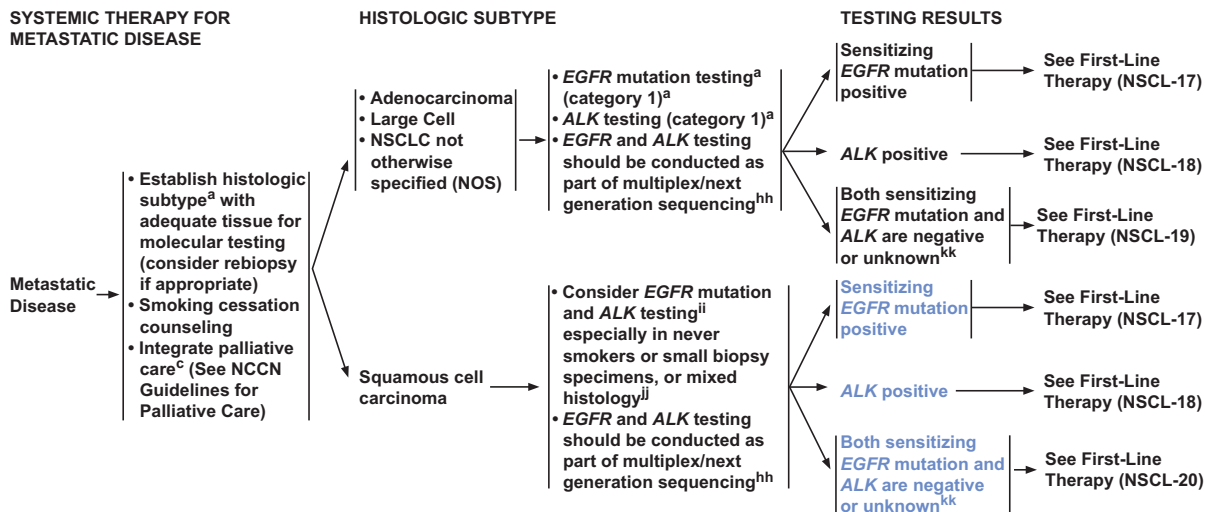 SYSTEMIC THERAPY FOR
METASTATIC DISEASE
HISTOLOGIC SUBTYPE
TESTING RESULTS
Metastatic
Disease
• Establish histologic
subtypea with
adequate tissue for
molecular testing
(consider rebiopsy
if appropriate)
• Smoking cessation
counseling
• Integrate palliative
carec (See NCCN
Guidelines for
Palliative Care)
• Adenocarcinoma
• Large Cell
• NSCLC not
otherwise
specified (NOS)
• EGFR mutation testinga
(category 1)a
• ALK testing (category 1)a
• EGFR and ALK testing
should be conducted as
part of multiplex/next
generation sequencinghh
Sensitizing
EGFR mutation
positive
See First-Line
Therapy (NSCL-17)
ALK positive
See First-Line
Therapy (NSCL-18)
Both sensitizing
EGFR mutation and
ALK are negative
or unknownkk
See First-Line
Therapy (NSCL-19)
Squamous cell
carcinoma
• Consider EGFR mutation
and ALK testingii
especially in never
smokers or small biopsy
specimens, or mixed
histologyjj
• EGFR and ALK testing
should be conducted as
part of multiplex/next
generation sequencinghh
Sensitizing
EGFR mutation
positive
See First-Line
Therapy (NSCL-17)
ALK positive
See First-Line
Therapy (NSCL-18)
Both sensitizing
EGFR mutation and
ALK are negative
or unknownkk
See First-Line
Therapy (NSCL-20)